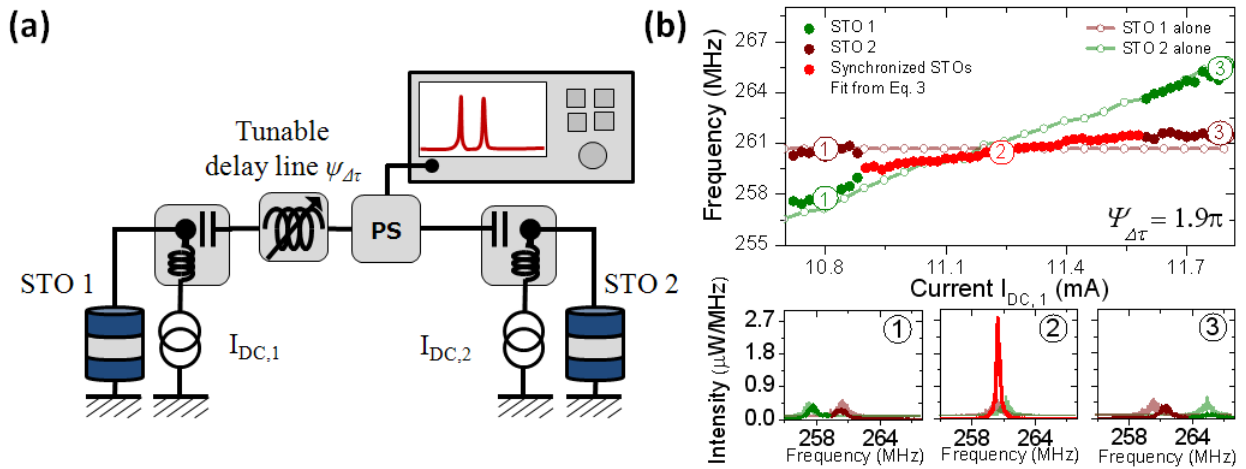 (a)
Tunable
delay line ψΔτ
PS
STO 1
STO 2
IDC,1
IDC,2
(b)
STO 1
STO 2
Synchronized STOs
Fit from Eq. 3
STO 1 alone
STO 2 alone
Frequency (MHz)
267
264
261
258
255
1
1
2
3
3
ΨΔτ = 1.9π
10.8
11.1
11.4
11.7
Current IDC, 1 (mA)
Intensity (μW/MHz)
2.7
1.8
0.9
0.0
1
2
3
258
264
258
264
258
264
Frequency (MHz)
Frequency (MHz)
Frequency (MHz)